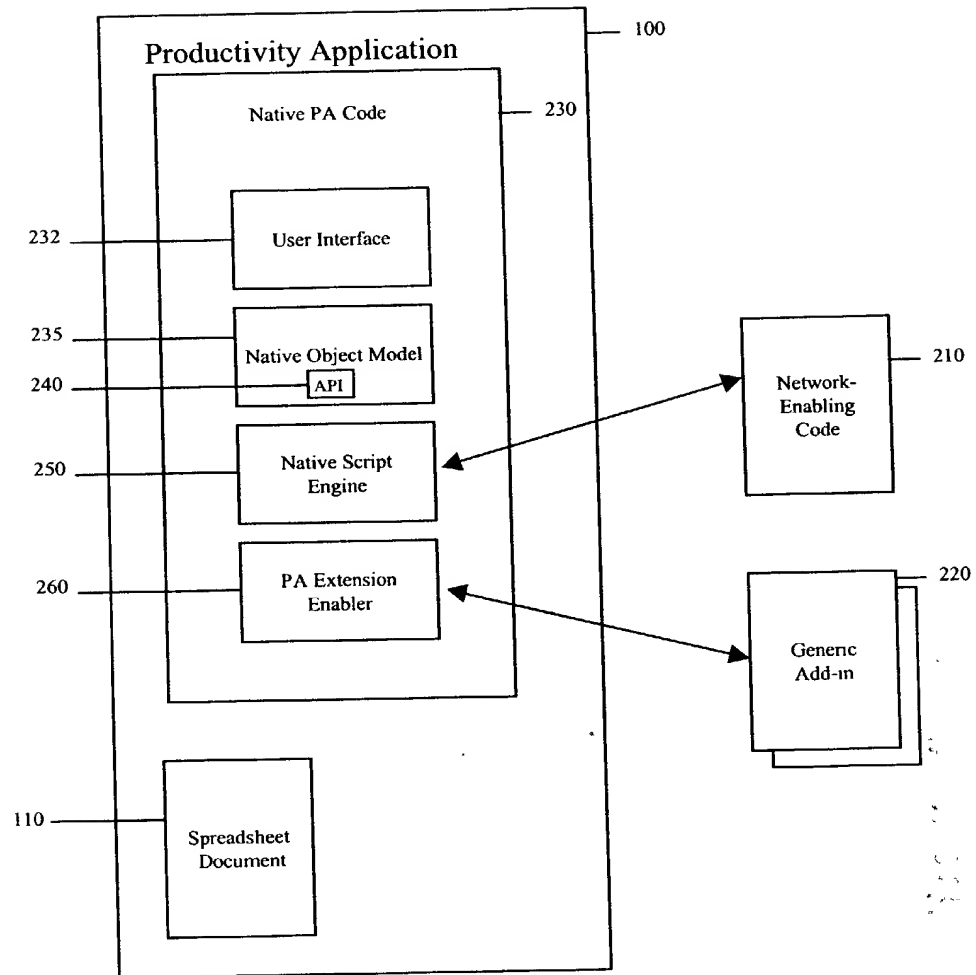 Productivity Application
100
Native PA Code
230
232
User Interface
235
Native Object Model
240
API
250
Native Script
Engine
260
PA Extension
Enabler
Network-
Enabling
Code
210
220
Generic
Add-in
110
Spreadsheet
Document